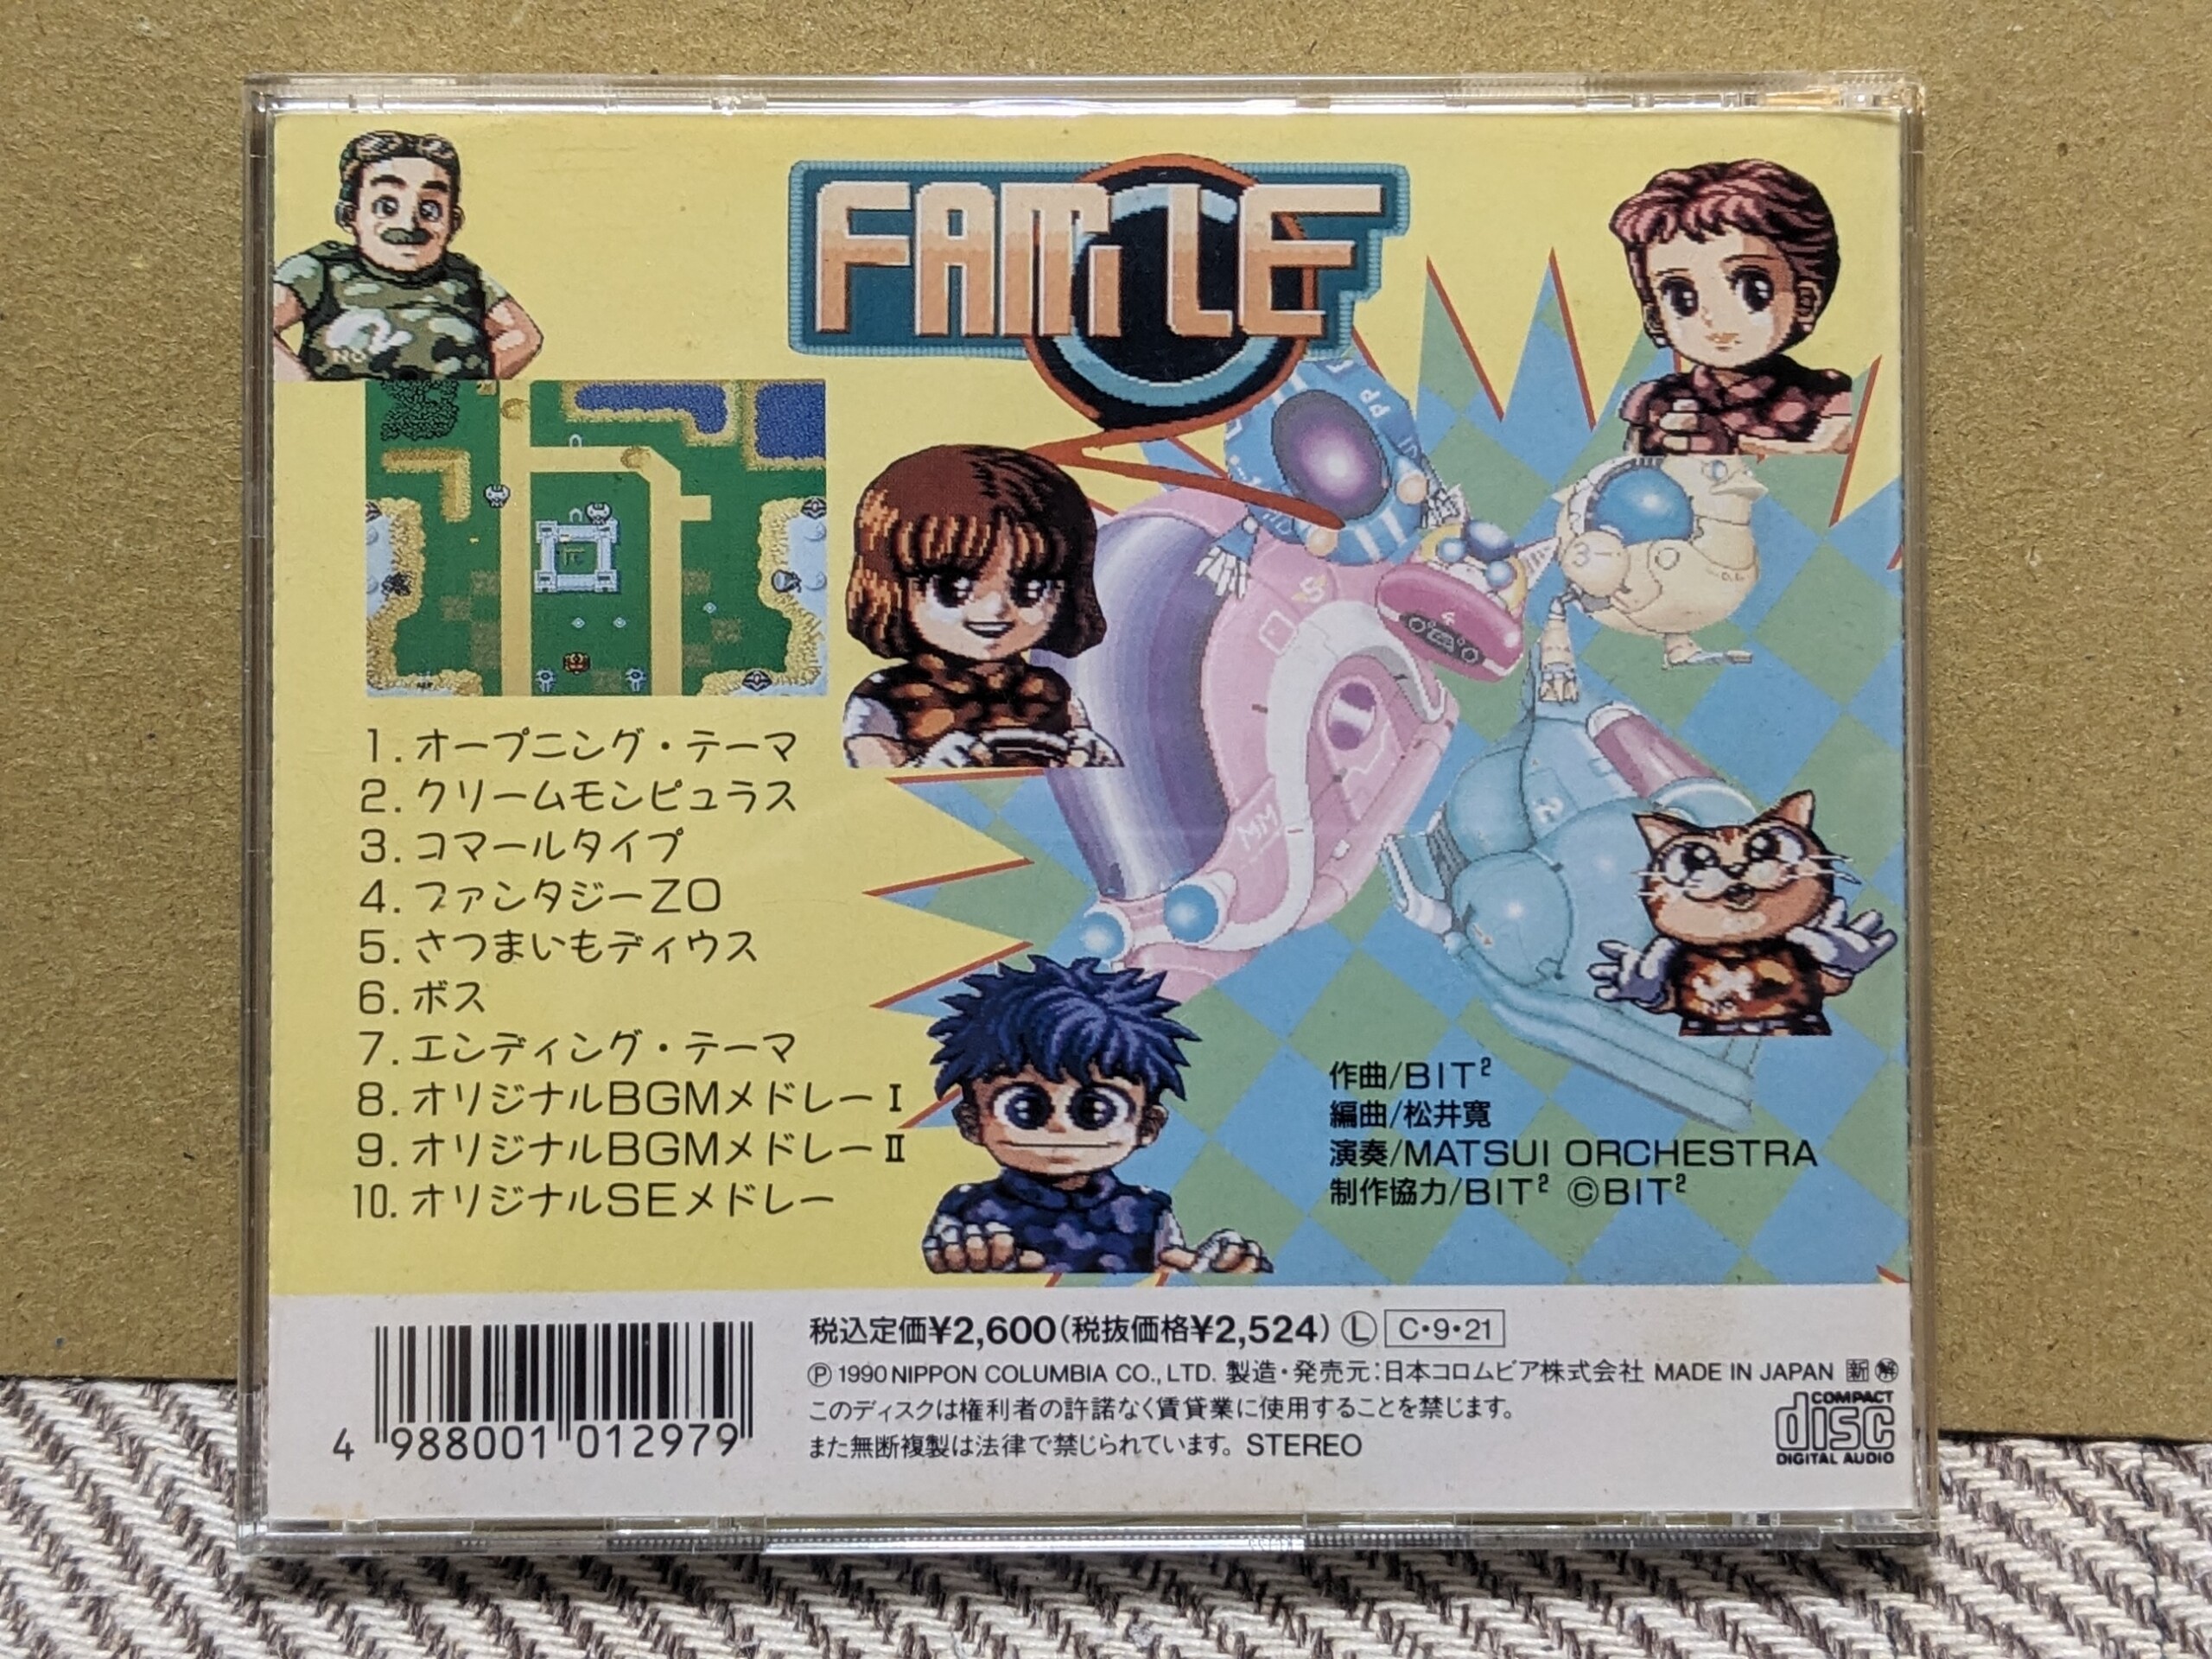 FAMLE
1. オープニング・テーマ
2. クリームモンピュラス
3. コマールタイプ
4. ファンタジーZO
5. さつまいもディウス
6. ボス
7. エンディング・テーマ
8. オリジナルBGMメドレーⅠ
9. オリジナルBGMメドレーⅡ
10. オリジナルSEメドレー
作曲/BIT²
編曲/松井寛
演奏/MATSUI ORCHESTRA
制作協力/BIT² ©BIT²
税込定価¥2,600(税抜価格¥2,524) Ⓛ C・9・21
Ⓟ 1990 NIPPON COLUMBIA CO., LTD. 製造・発売元:日本コロムビア株式会社 MADE IN JAPAN 新 解
このディスクは権利者の許諾なく賃貸業に使用することを禁じます。
また無断複製は法律で禁じられています。 STEREO
4 988001 012979
COMPACT
disc
DIGITAL AUDIO